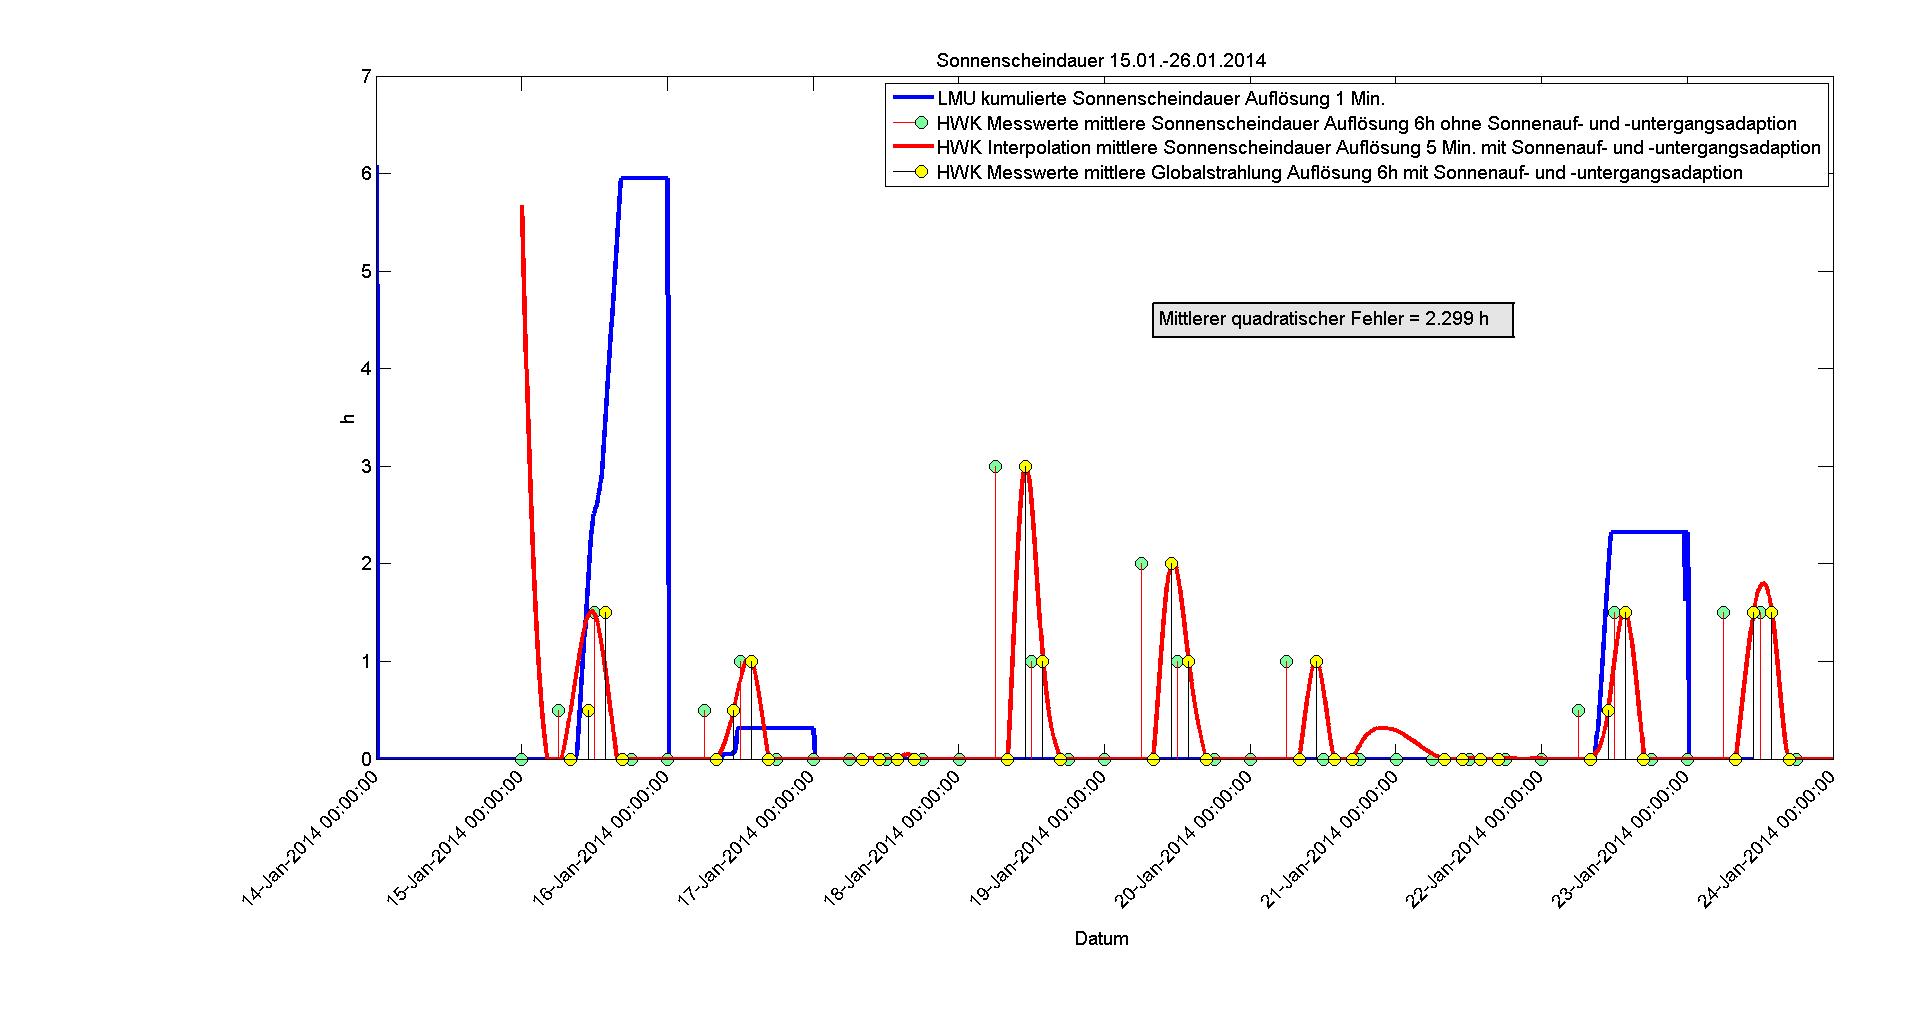 Sonnenscheindauer 15.01.-26.01.2014
LMU kumulierte Sonnenscheindauer Auflösung 1 Min.
HWK Messwerte mittlere Sonnenscheindauer Auflösung 6h ohne Sonnenauf- und -untergangsadaption
HWK Interpolation mittlere Sonnenscheindauer Auflösung 5 Min. mit Sonnenauf- und -untergangsadaption
HWK Messwerte mittlere Globalstrahlung Auflösung 6h mit Sonnenauf- und -untergangsadaption
Mittlerer quadratischer Fehler = 2.299 h
7
6
5
4
3
2
1
0
h
14-Jan-2014 00:00:00
15-Jan-2014 00:00:00
16-Jan-2014 00:00:00
17-Jan-2014 00:00:00
18-Jan-2014 00:00:00
19-Jan-2014 00:00:00
20-Jan-2014 00:00:00
21-Jan-2014 00:00:00
22-Jan-2014 00:00:00
23-Jan-2014 00:00:00
24-Jan-2014 00:00:00
Datum